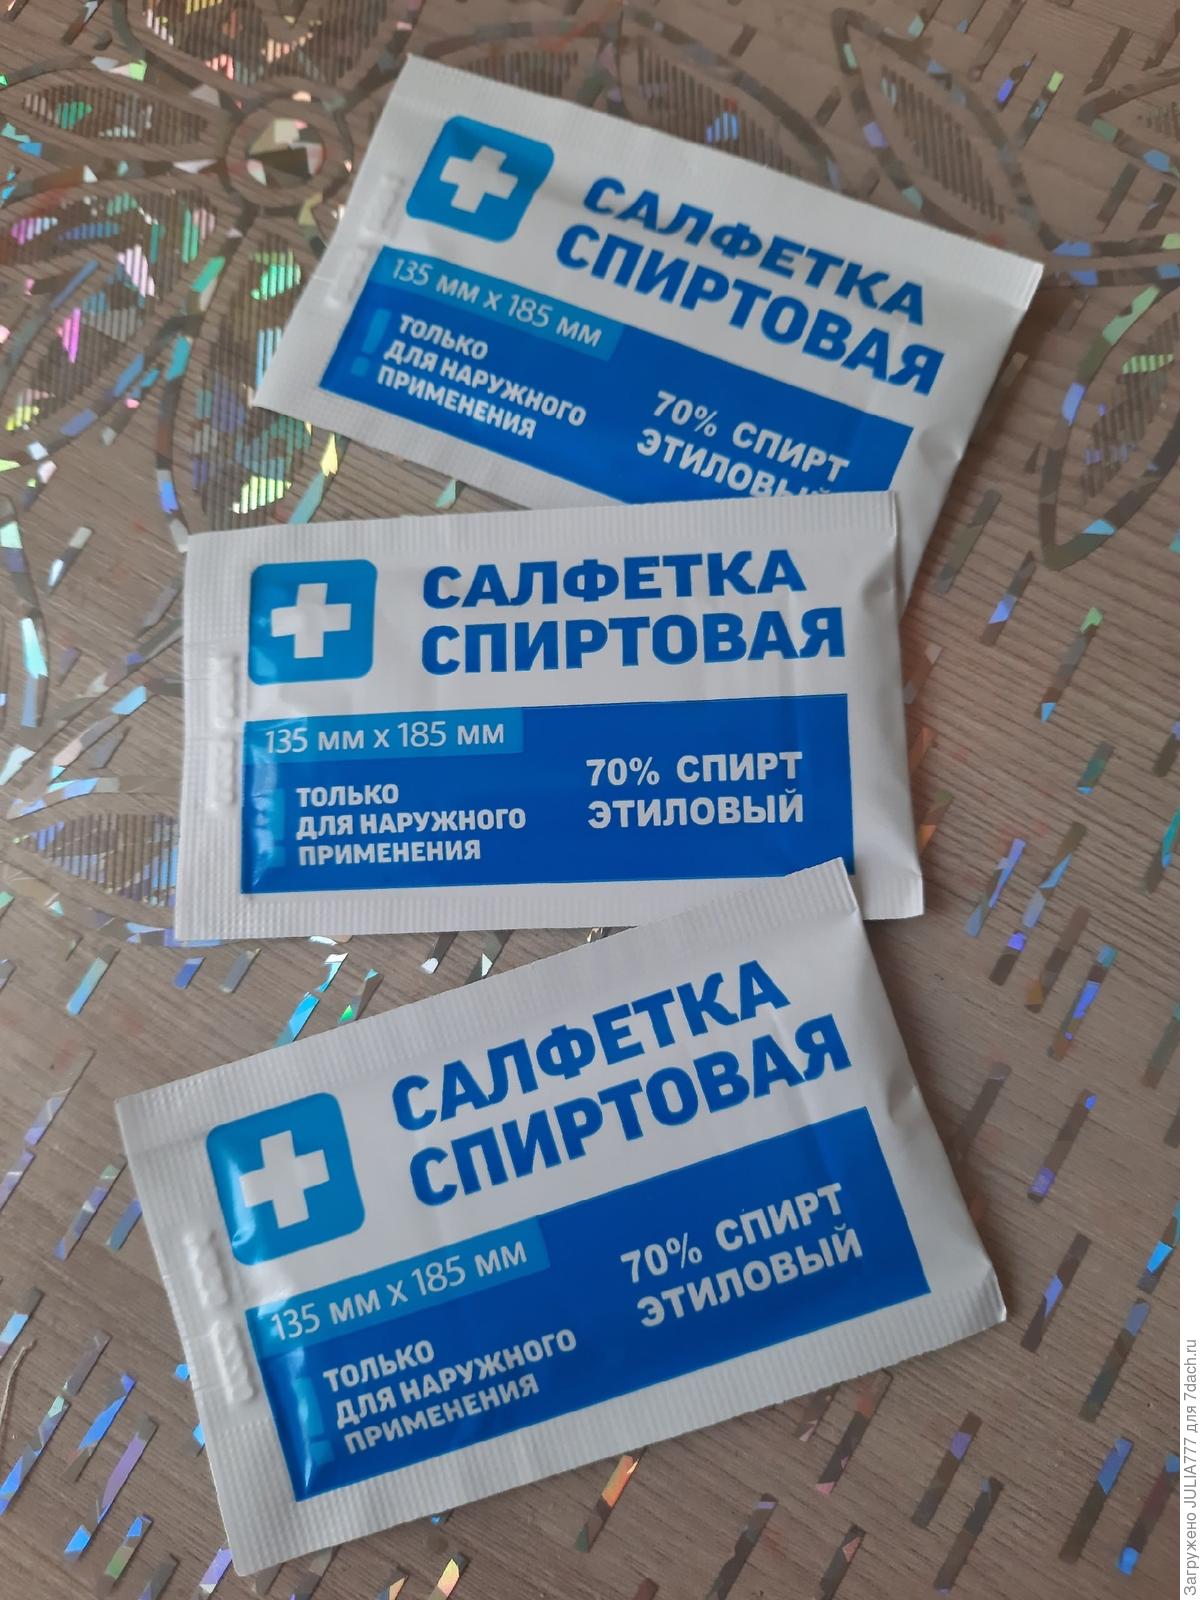 САЛФЕТКА
СПИРТОВАЯ
135 мм x 185 мм
! ТОЛЬКО
ДЛЯ НАРУЖНОГО
ПРИМЕНЕНИЯ
70% СПИРТ
ЭТИЛОВЫЙ
САЛФЕТКА
СПИРТОВАЯ
135 мм x 185 мм
! ТОЛЬКО
ДЛЯ НАРУЖНОГО
ПРИМЕНЕНИЯ
70% СПИРТ
ЭТИЛОВЫЙ
САЛФЕТКА
СПИРТОВАЯ
135 мм x 185 мм
! ТОЛЬКО
ДЛЯ НАРУЖНОГО
ПРИМЕНЕНИЯ
70% СПИРТ
ЭТИЛОВЫЙ
Загружено JULIA777 для 7dach.ru